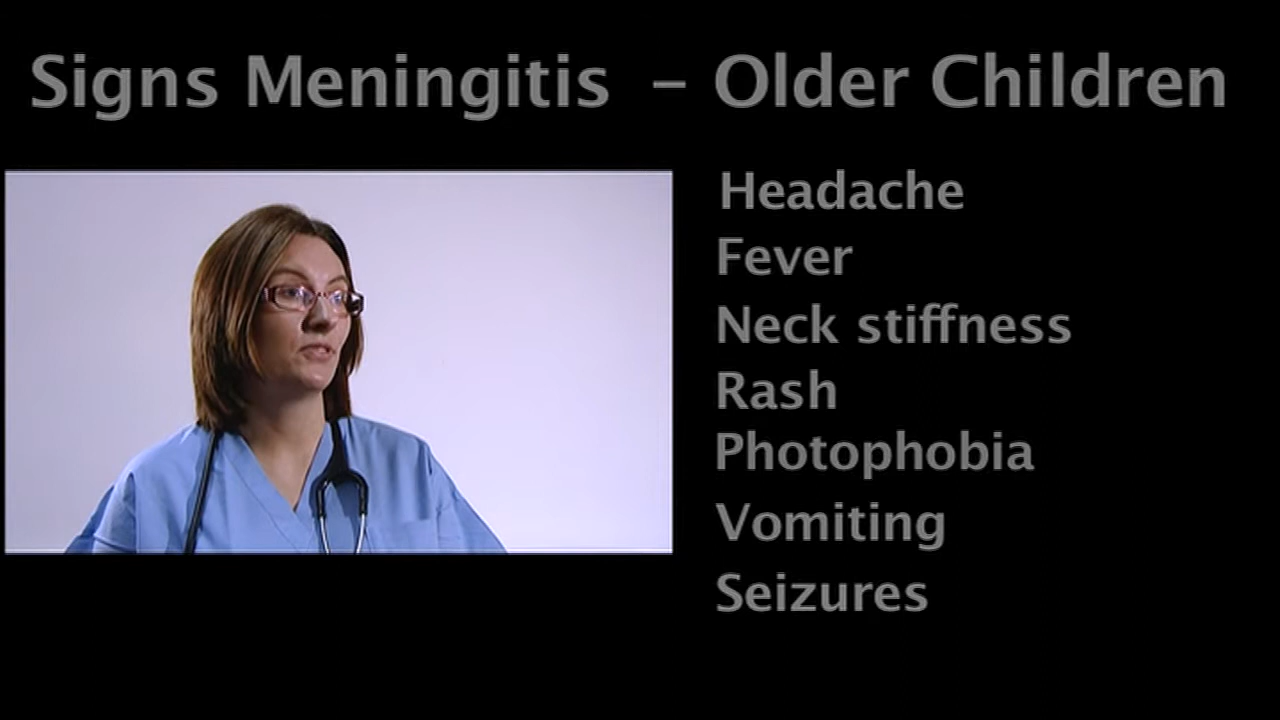 Signs Meningitis – Older Children
Headache
Fever
Neck stiffness
Rash
Photophobia
Vomiting
Seizures